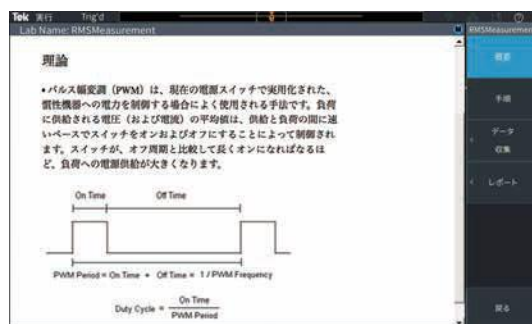 Tek 実行 Trig'd
Lab Name: RMSMeasurement
RMSMeasurement
理論
•パルス幅変調（PWM）は、現在の電源スイッチで実用化された、
慣性機器への電力を制御する場合によく使用される手法です。負荷
に供給される電圧（および電流）の平均値は、供給と負荷の間に速
いペースでスイッチをオンおよびオフにすることによって制御され
ます。スイッチが、オフ周期と比較して長くオンになればなるほ
ど、負荷への電源供給が大きくなります。
On Time Off Time
PWM Period = On Time + Off Time = 1 / PWM Frequency
Duty Cycle = On Time
PWM Period
概要
手順
データ
収集
レポート
戻る